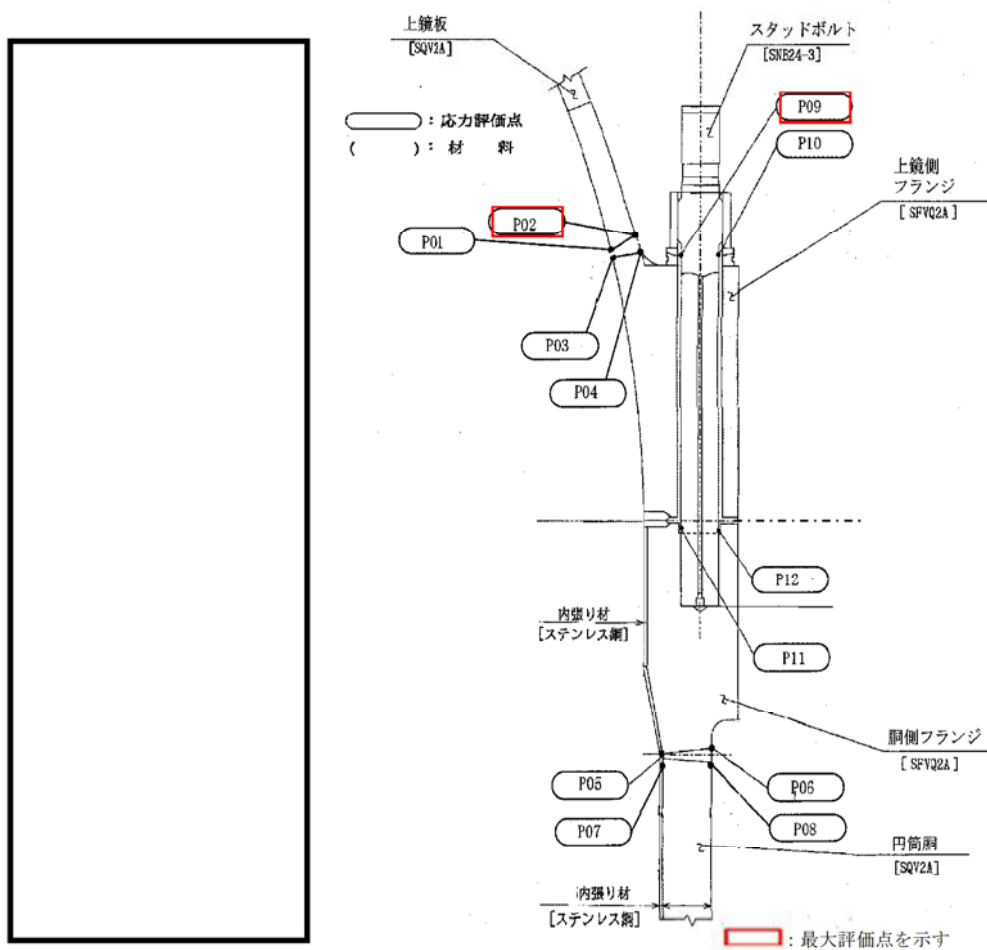 上鏡板
[SQV2A]
スタッドボルト
[SNB24-3]
: 応力評価点
( ) : 材 料
P09
P10
上鏡側
フランジ
[SFVQ2A]
P02
P01
P03
P04
P12
内張り材
[ステンレス鋼]
P11
胴側フランジ
[SFVQ2A]
P05
P06
P07
P08
円筒胴
[SQV2A]
内張り材
[ステンレス鋼]
: 最大評価点を示す